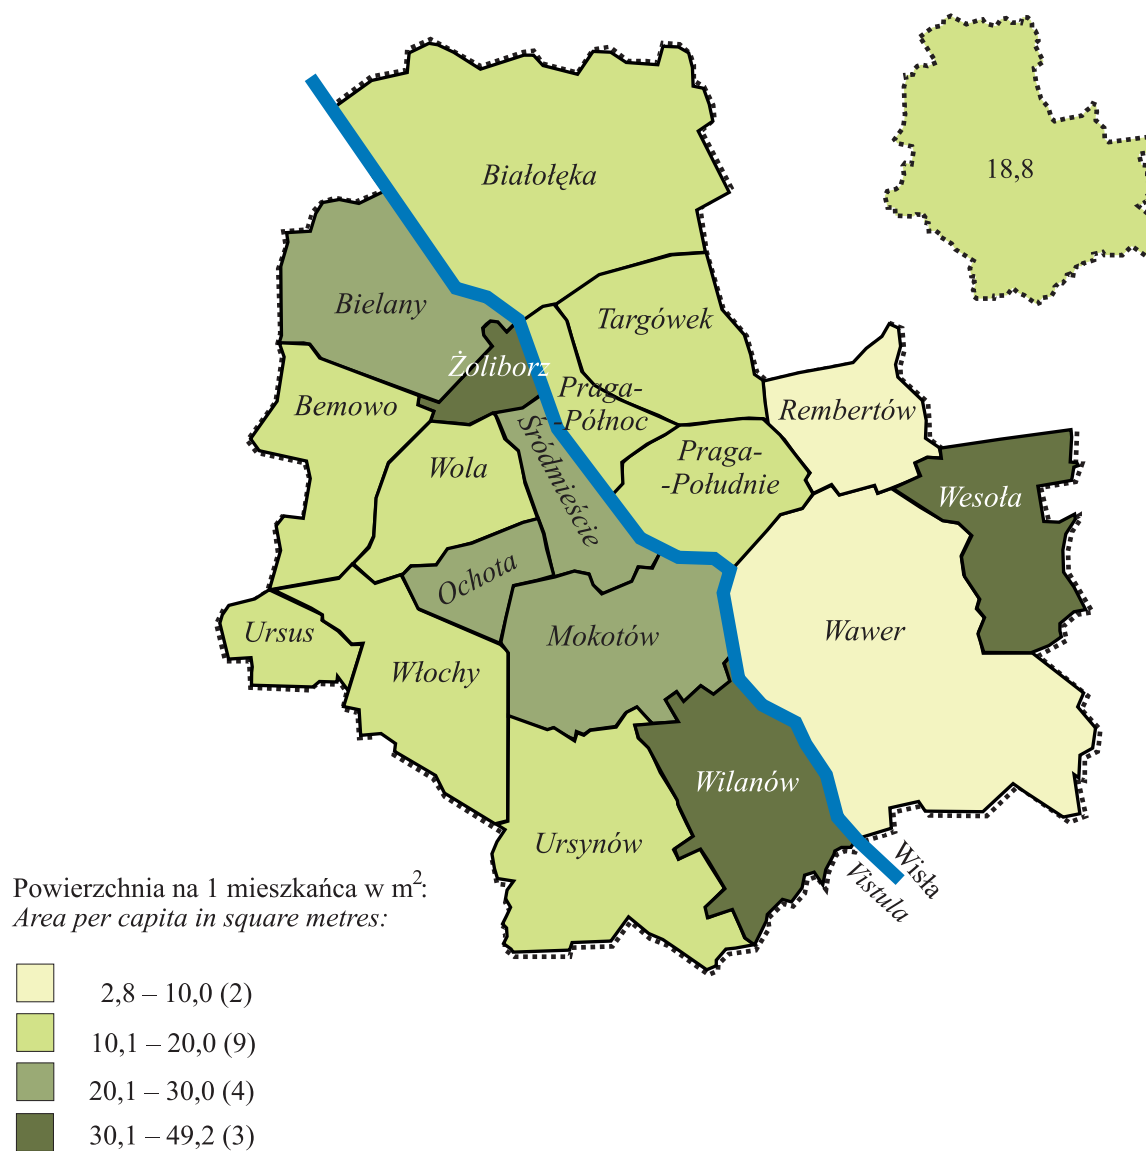 18,8
Białołęka
Bielany
Targówek
Żoliborz
Praga-
-Północ
Bemowo
Rembertów
Śródmieście
Wola
Praga-
-Południe
Wesoła
Ochota
Ursus
Mokotów
Wawer
Włochy
Wilanów
Ursynów
Wisła
Vistula
Powierzchnia na 1 mieszkańca w m²:
Area per capita in square metres:
2,8 – 10,0 (2)
10,1 – 20,0 (9)
20,1 – 30,0 (4)
30,1 – 49,2 (3)